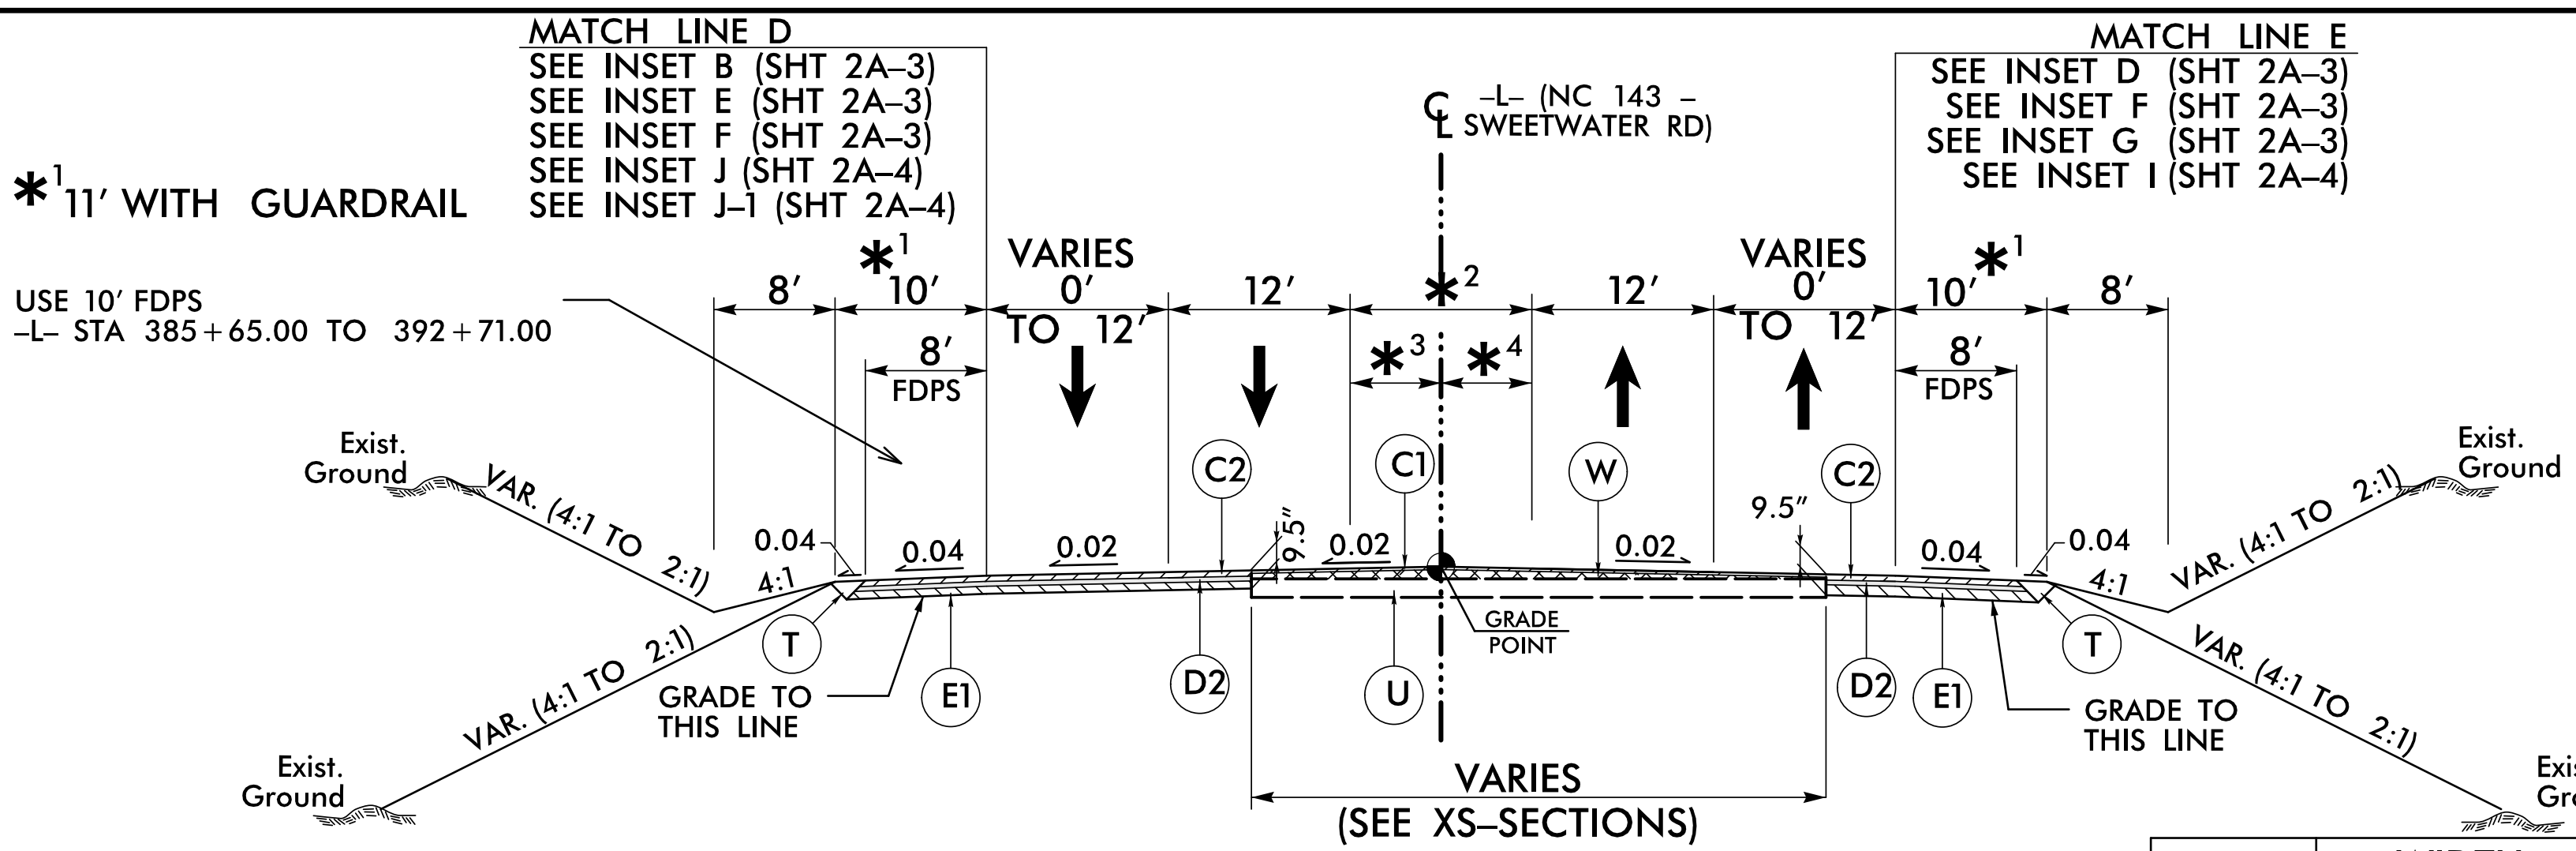 MATCH LINE D
SEE INSET B (SHT 2A–3)
SEE INSET E (SHT 2A–3)
SEE INSET F (SHT 2A–3)
SEE INSET J (SHT 2A–4)
SEE INSET J–1 (SHT 2A–4)
MATCH LINE E
SEE INSET D (SHT 2A–3)
SEE INSET F (SHT 2A–3)
SEE INSET G (SHT 2A–3)
SEE INSET I (SHT 2A–4)
℄ –L– (NC 143 –
SWEETWATER RD)
*1 11' WITH GUARDRAIL
USE 10' FDPS
–L– STA 385+65.00 TO 392+71.00
8'
*1
10'
VARIES
0'
TO 12'
12'
*2
12'
VARIES
0'
TO 12'
*1
10'
8'
8'
FDPS
*3
*4
8'
FDPS
Exist.
Ground
VAR. (4:1 TO 2:1)
C2
C1
W
C2
9.5"
9.5"
VAR. (4:1 TO 2:1)
Exist.
Ground
0.04
0.04
0.02
0.02
0.02
0.04
0.04
4:1
4:1
VAR. (4:1 TO 2:1)
T
GRADE TO
THIS LINE
E1
D2
U
GRADE
POINT
D2
E1
T
GRADE TO
THIS LINE
VAR. (4:1 TO 2:1)
Exist.
Ground
VARIES
(SEE XS–SECTIONS)